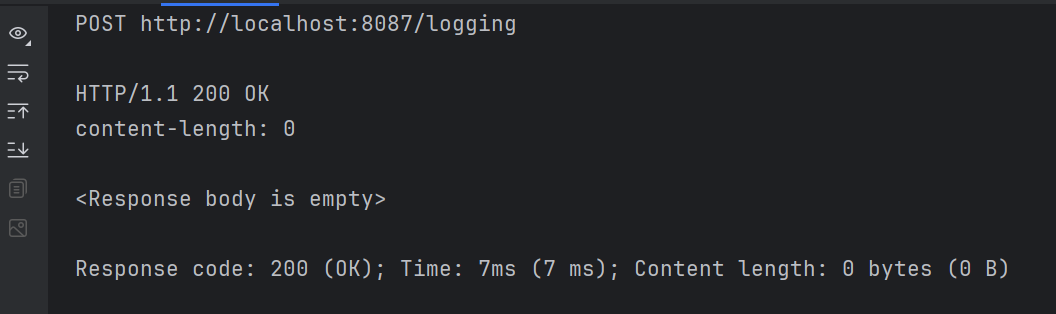 POST http://localhost:8087/logging
HTTP/1.1 200 OK
content-length: 0
<Response body is empty>
Response code: 200 (OK); Time: 7ms (7 ms); Content length: 0 bytes (0 B)